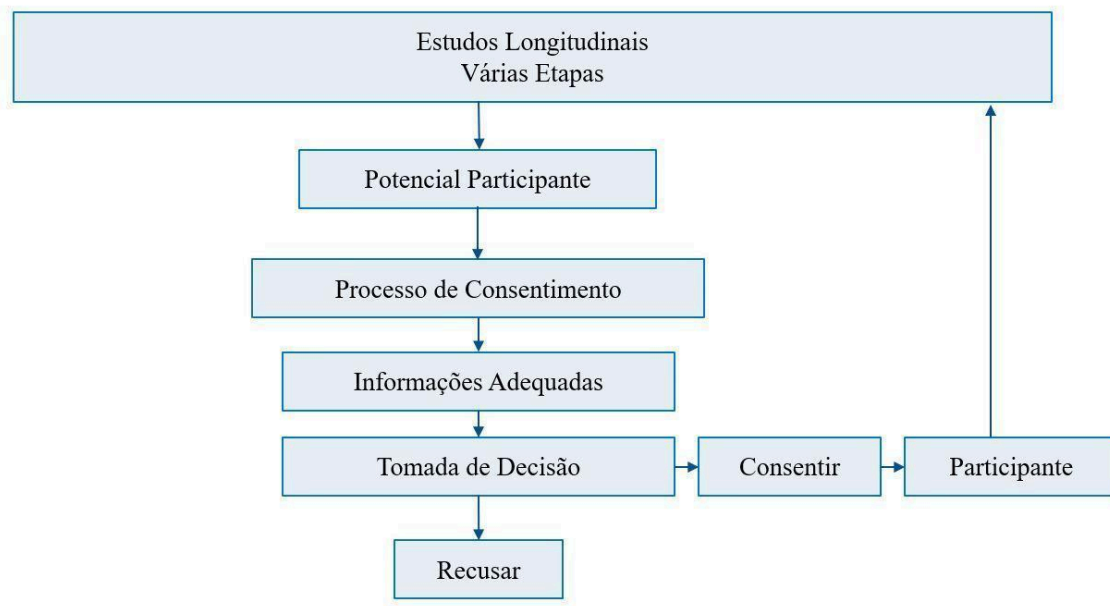 Estudos Longitudinais
Várias Etapas
Potencial Participante
Processo de Consentimento
Informações Adequadas
Tomada de Decisão
Consentir
Participante
Recusar